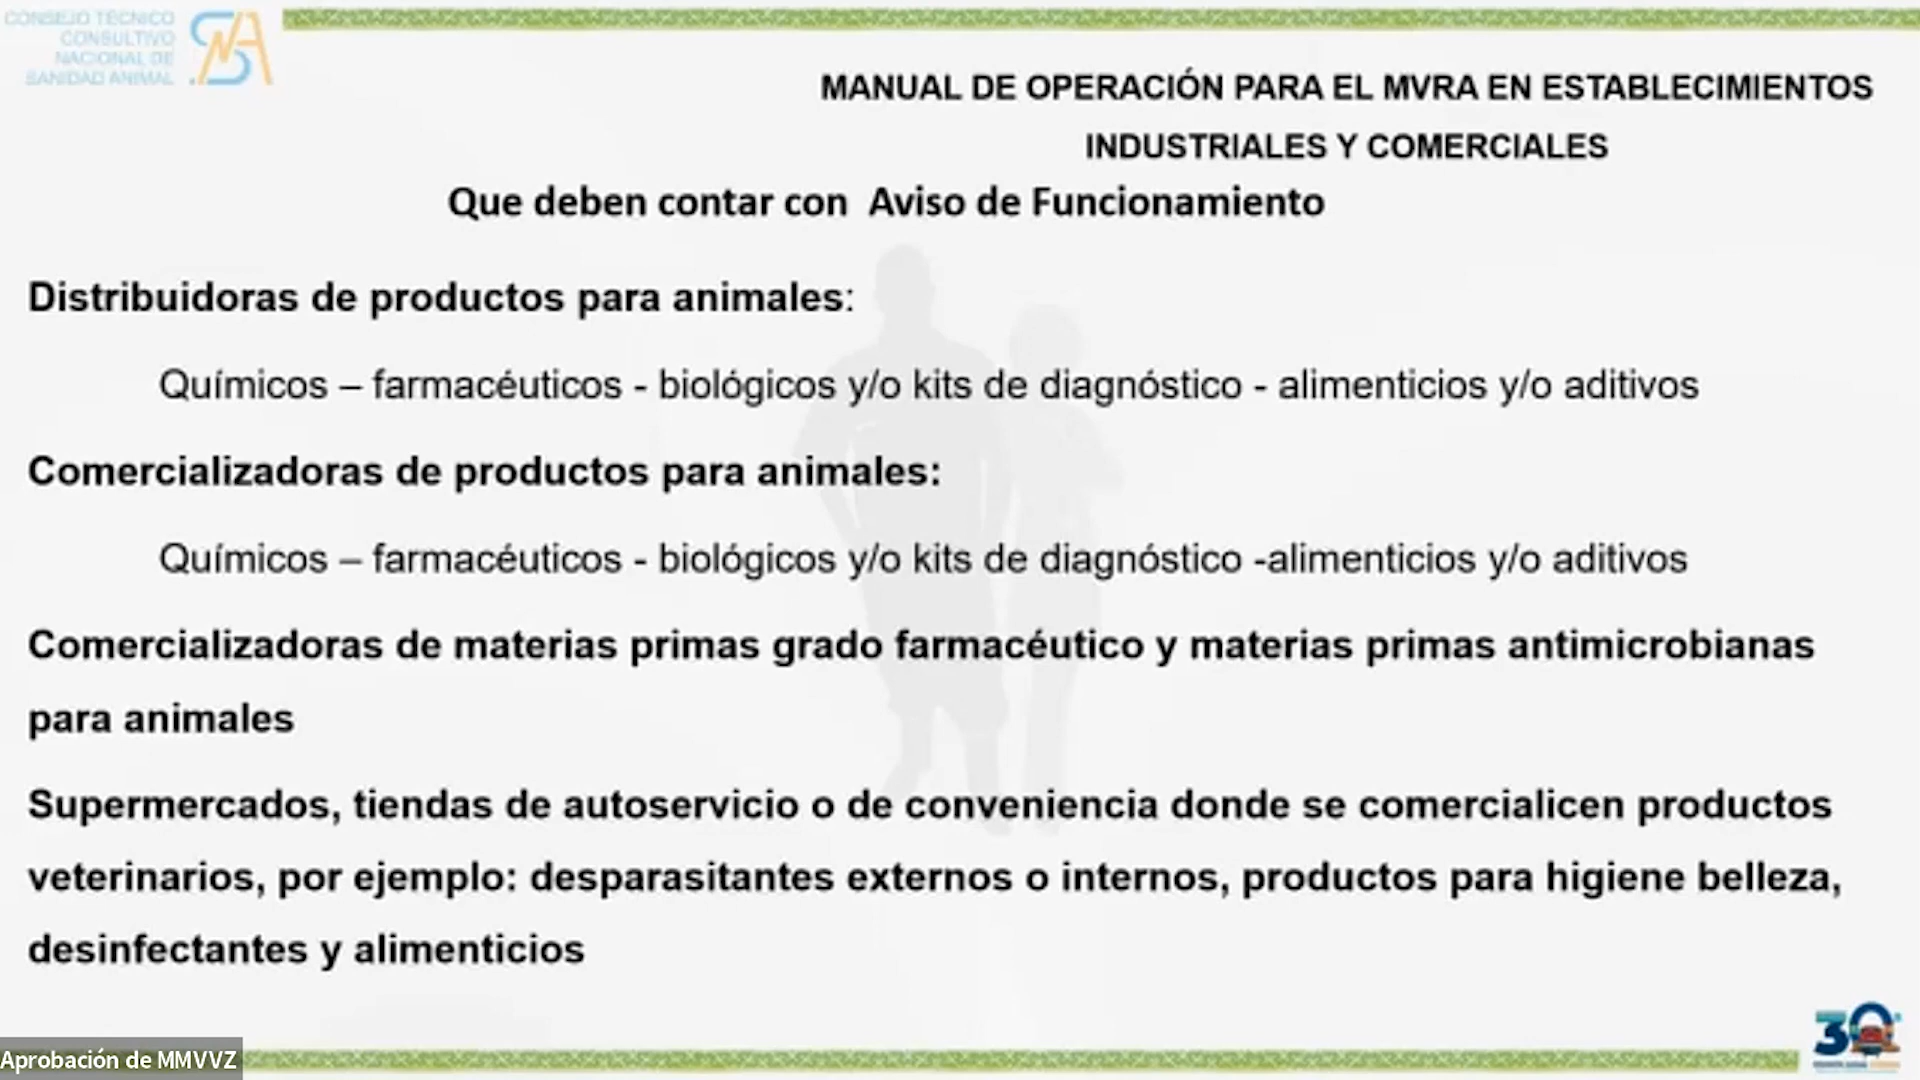 CONSEJO TÉCNICO
CONSULTIVO
NACIONAL DE
SANIDAD ANIMAL
MANUAL DE OPERACIÓN PARA EL MVRA EN ESTABLECIMIENTOS
INDUSTRIALES Y COMERCIALES
Que deben contar con Aviso de Funcionamiento
Distribuidoras de productos para animales:
Químicos – farmacéuticos - biológicos y/o kits de diagnóstico - alimenticios y/o aditivos
Comercializadoras de productos para animales:
Químicos – farmacéuticos - biológicos y/o kits de diagnóstico -alimenticios y/o aditivos
Comercializadoras de materias primas grado farmacéutico y materias primas antimicrobianas
para animales
Supermercados, tiendas de autoservicio o de conveniencia donde se comercialicen productos
veterinarios, por ejemplo: desparasitantes externos o internos, productos para higiene belleza,
desinfectantes y alimenticios
30
Aprobación de MMVVZ